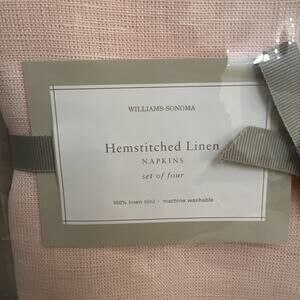 WILLIAMS-SONOMA
Hemstitched Linen
NAPKINS
set of four
100% linen (lin) · machine washable